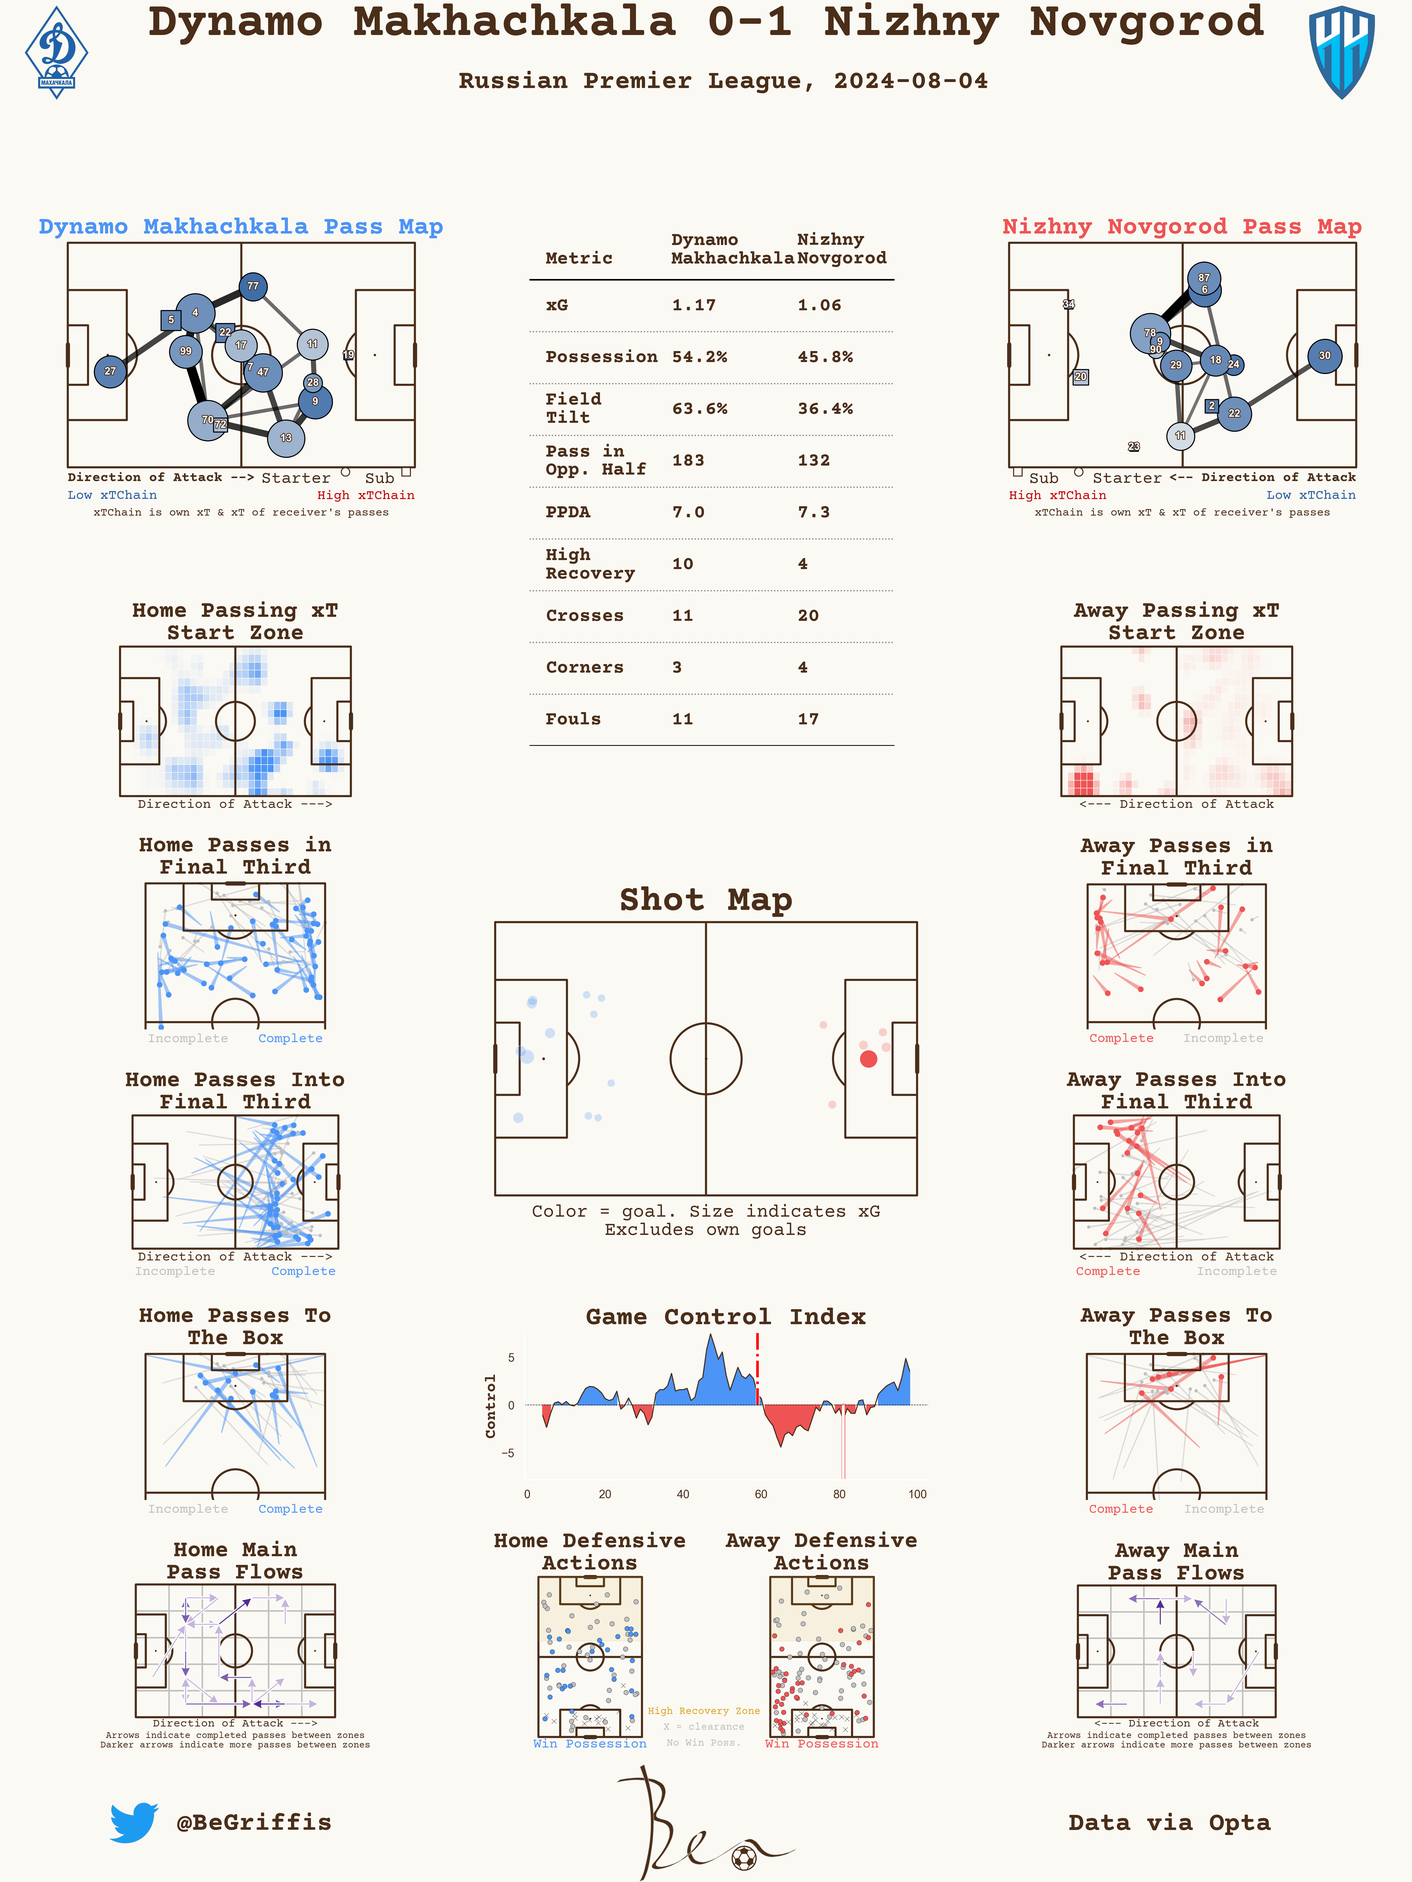 Dynamo Makhachkala 0-1 Nizhny Novgorod
Russian Premier League, 2024-08-04
МАХАЧКАЛА
Dynamo Makhachkala Pass Map
77
4
5
22
17
11
19
99
27
7
47
28
9
70
72
13
Direction of Attack --> Starter Sub
Low xTChain High xTChain
xTChain is own xT & xT of receiver's passes
Metric Dynamo Makhachkala Nizhny Novgorod
xG 1.17 1.06
Possession 54.2% 45.8%
Field Tilt 63.6% 36.4%
Pass in Opp. Half 183 132
PPDA 7.0 7.3
High Recovery 10 4
Crosses 11 20
Corners 3 4
Fouls 11 17
Nizhny Novgorod Pass Map
87
6
34
78
9
90
29
18
24
30
20
2
22
11
23
Sub Starter <-- Direction of Attack
High xTChain Low xTChain
xTChain is own xT & xT of receiver's passes
Home Passing xT
Start Zone
Direction of Attack --->
Away Passing xT
Start Zone
<--- Direction of Attack
Home Passes in
Final Third
Incomplete Complete
Away Passes in
Final Third
Complete Incomplete
Shot Map
Color = goal. Size indicates xG
Excludes own goals
Home Passes Into
Final Third
Direction of Attack --->
Incomplete Complete
Away Passes Into
Final Third
<--- Direction of Attack
Complete Incomplete
Home Passes To
The Box
Incomplete Complete
Game Control Index
Control
5
0
−5
0 20 40 60 80 100
Away Passes To
The Box
Complete Incomplete
Home Main
Pass Flows
Direction of Attack --->
Arrows indicate completed passes between zones
Darker arrows indicate more passes between zones
Home Defensive
Actions
Win Possession
Away Defensive
Actions
Win Possession
High Recovery Zone
X = clearance
No Win Poss.
Away Main
Pass Flows
<--- Direction of Attack
Arrows indicate completed passes between zones
Darker arrows indicate more passes between zones
@BeGriffis
Ben
Data via Opta